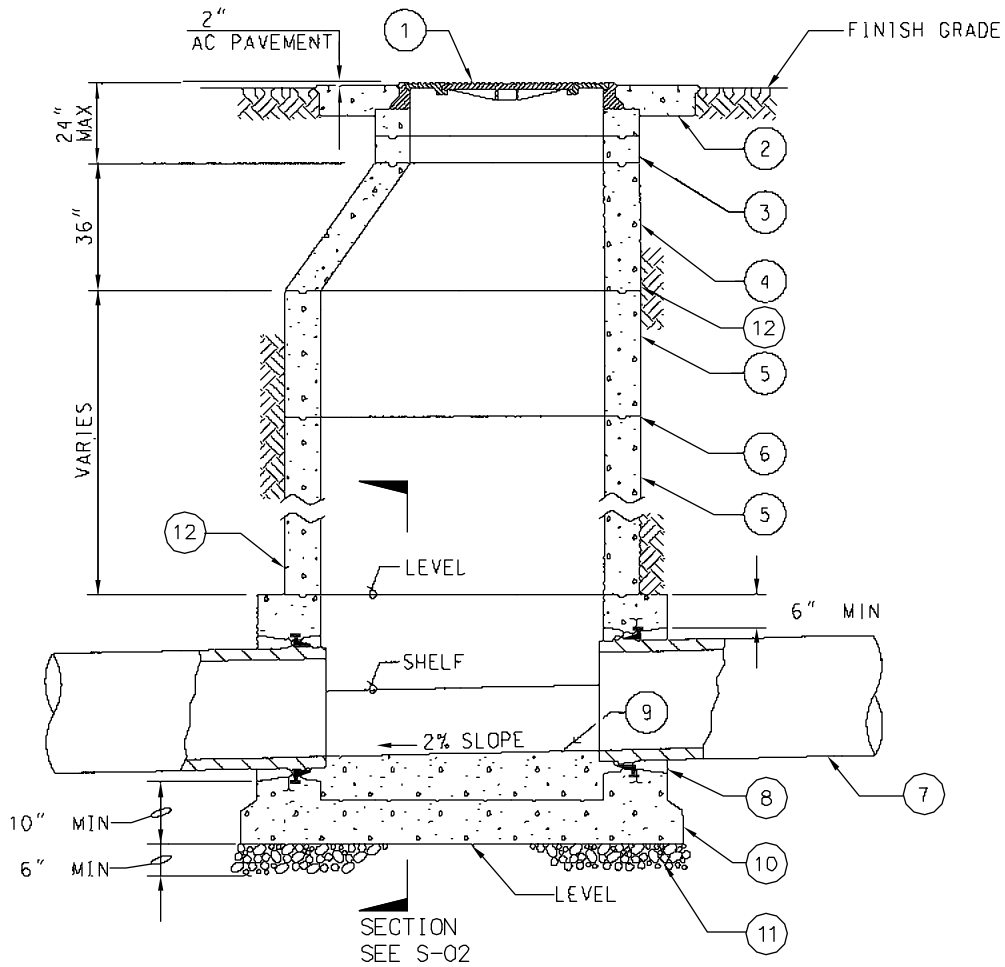 2"
AC PAVEMENT
1
FINISH GRADE
24"
MAX
2
3
36"
4
12
5
VARIES
6
5
12
LEVEL
6" MIN
SHELF
9
2% SLOPE
8
7
10" MIN
10
6" MIN
LEVEL
11
SECTION
SEE S-02